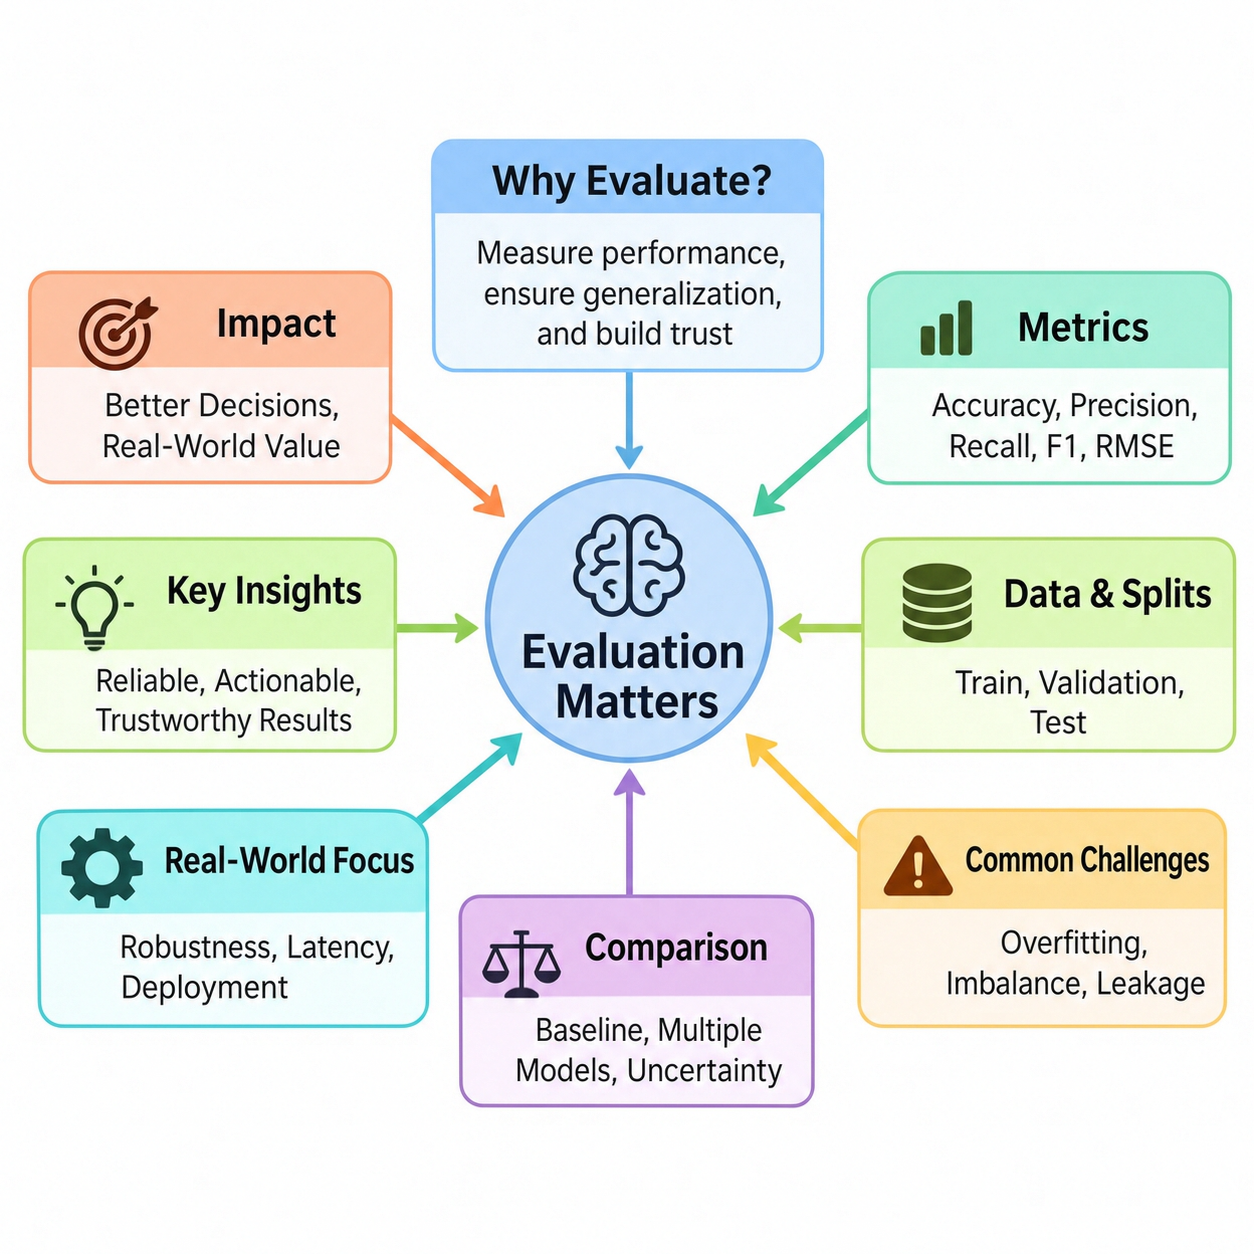 Why Evaluate?
Measure performance,
ensure generalization,
and build trust
Impact
Better Decisions,
Real-World Value
Metrics
Accuracy, Precision,
Recall, F1, RMSE
Key Insights
Reliable, Actionable,
Trustworthy Results
Evaluation
Matters
Data & Splits
Train, Validation,
Test
Real-World Focus
Robustness, Latency,
Deployment
Comparison
Baseline, Multiple
Models, Uncertainty
Common Challenges
Overfitting,
Imbalance, Leakage